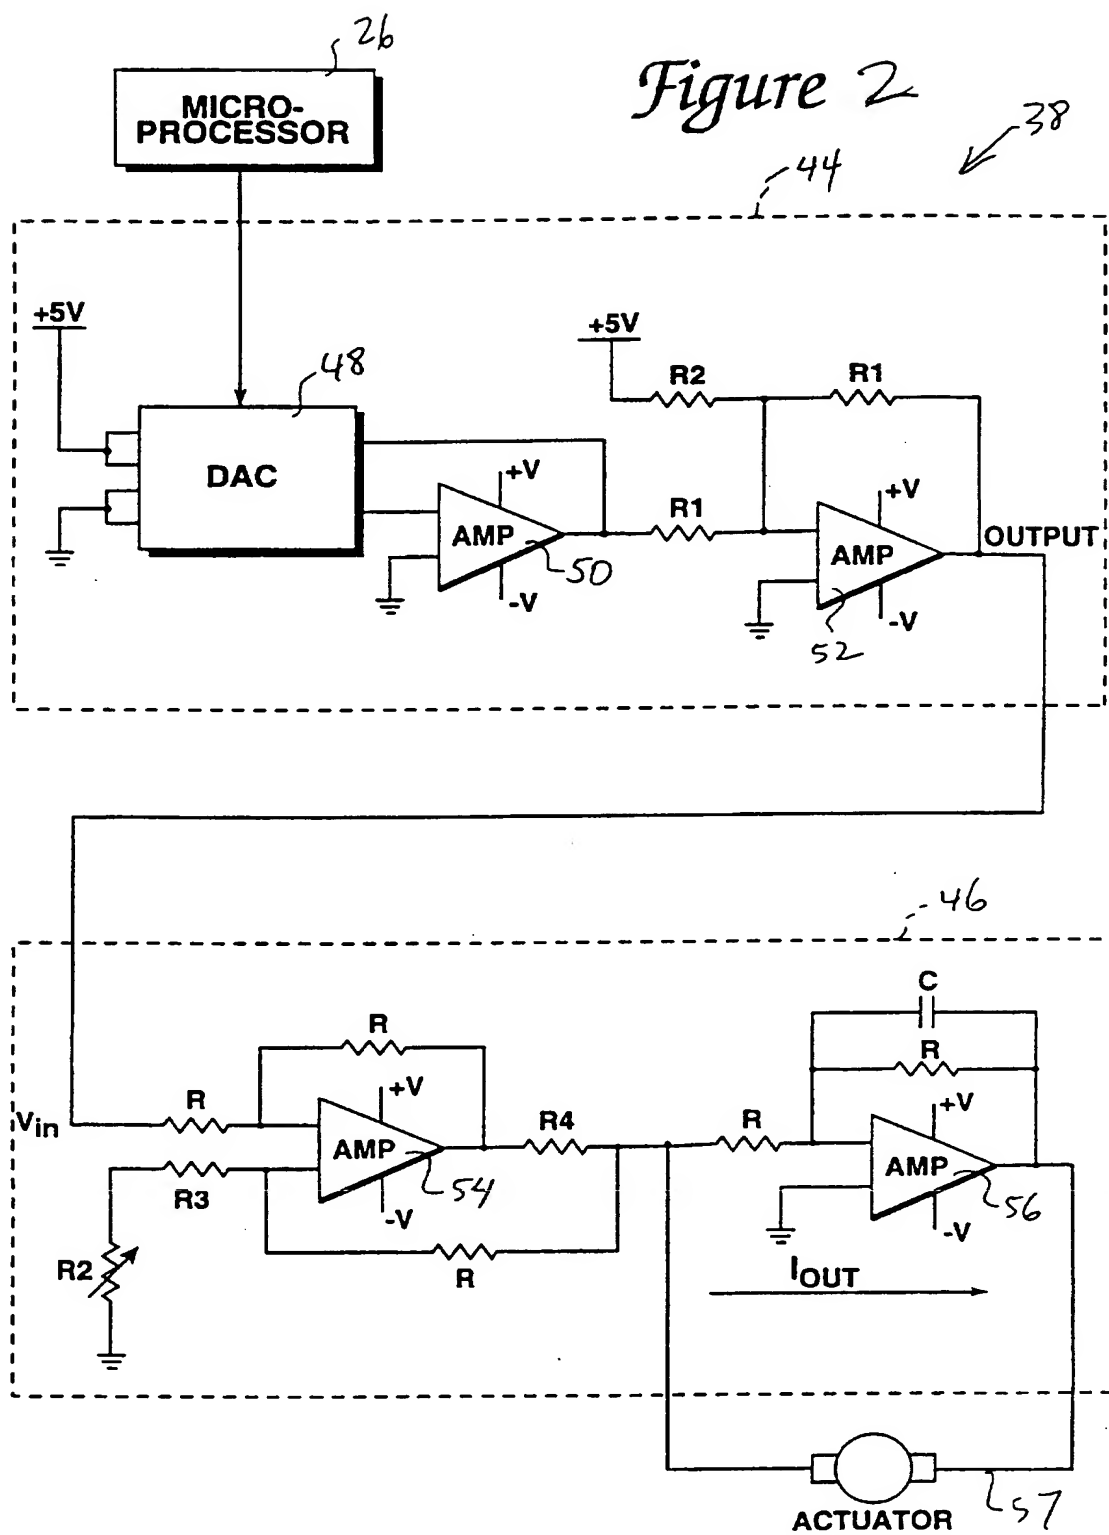 26
Figure 2
MICRO-
PROCESSOR
38
44
+5V
48
+5V
R2
R1
DAC
+V
AMP
50
-V
R1
+V
AMP
52
-V
OUTPUT
46
C
R
R
+V
Vin
R
AMP
54
-V
R4
R
+V
AMP
56
-V
R3
R
R2
IOUT
ACTUATOR
57